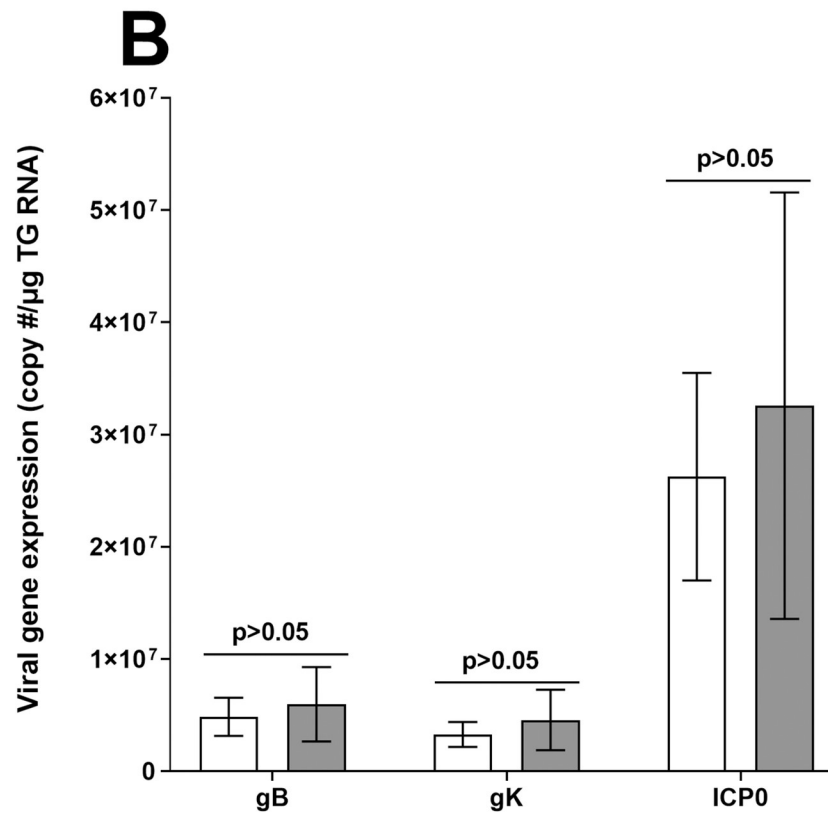 B
Viral gene expression (copy #/µg TG RNA)
6×10⁷
5×10⁷
4×10⁷
3×10⁷
2×10⁷
1×10⁷
0
p>0.05
p>0.05
p>0.05
gB
gK
ICP0